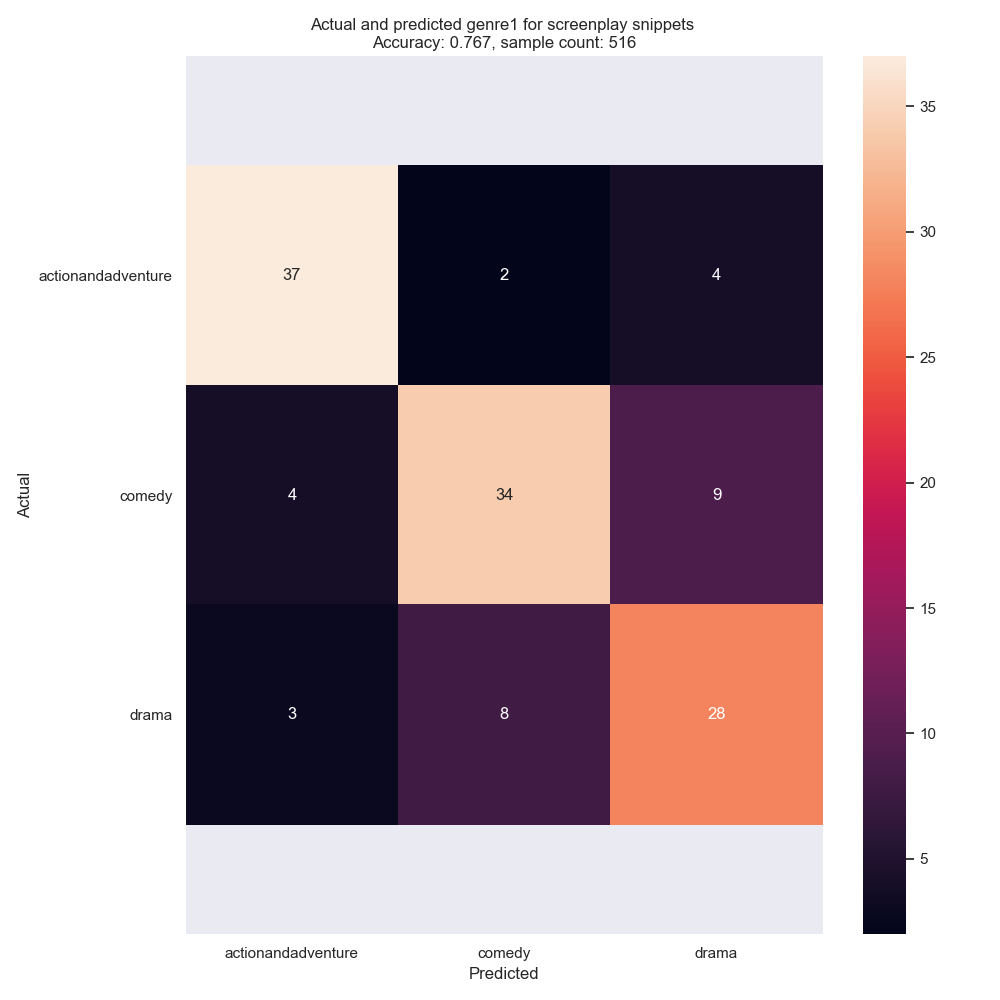 Actual and predicted genre1 for screenplay snippets
Accuracy: 0.767, sample count: 516
35
30
25
20
15
10
5
Actual
actionandadventure 37 2 4
comedy 4 34 9
drama 3 8 28
actionandadventure comedy drama
Predicted